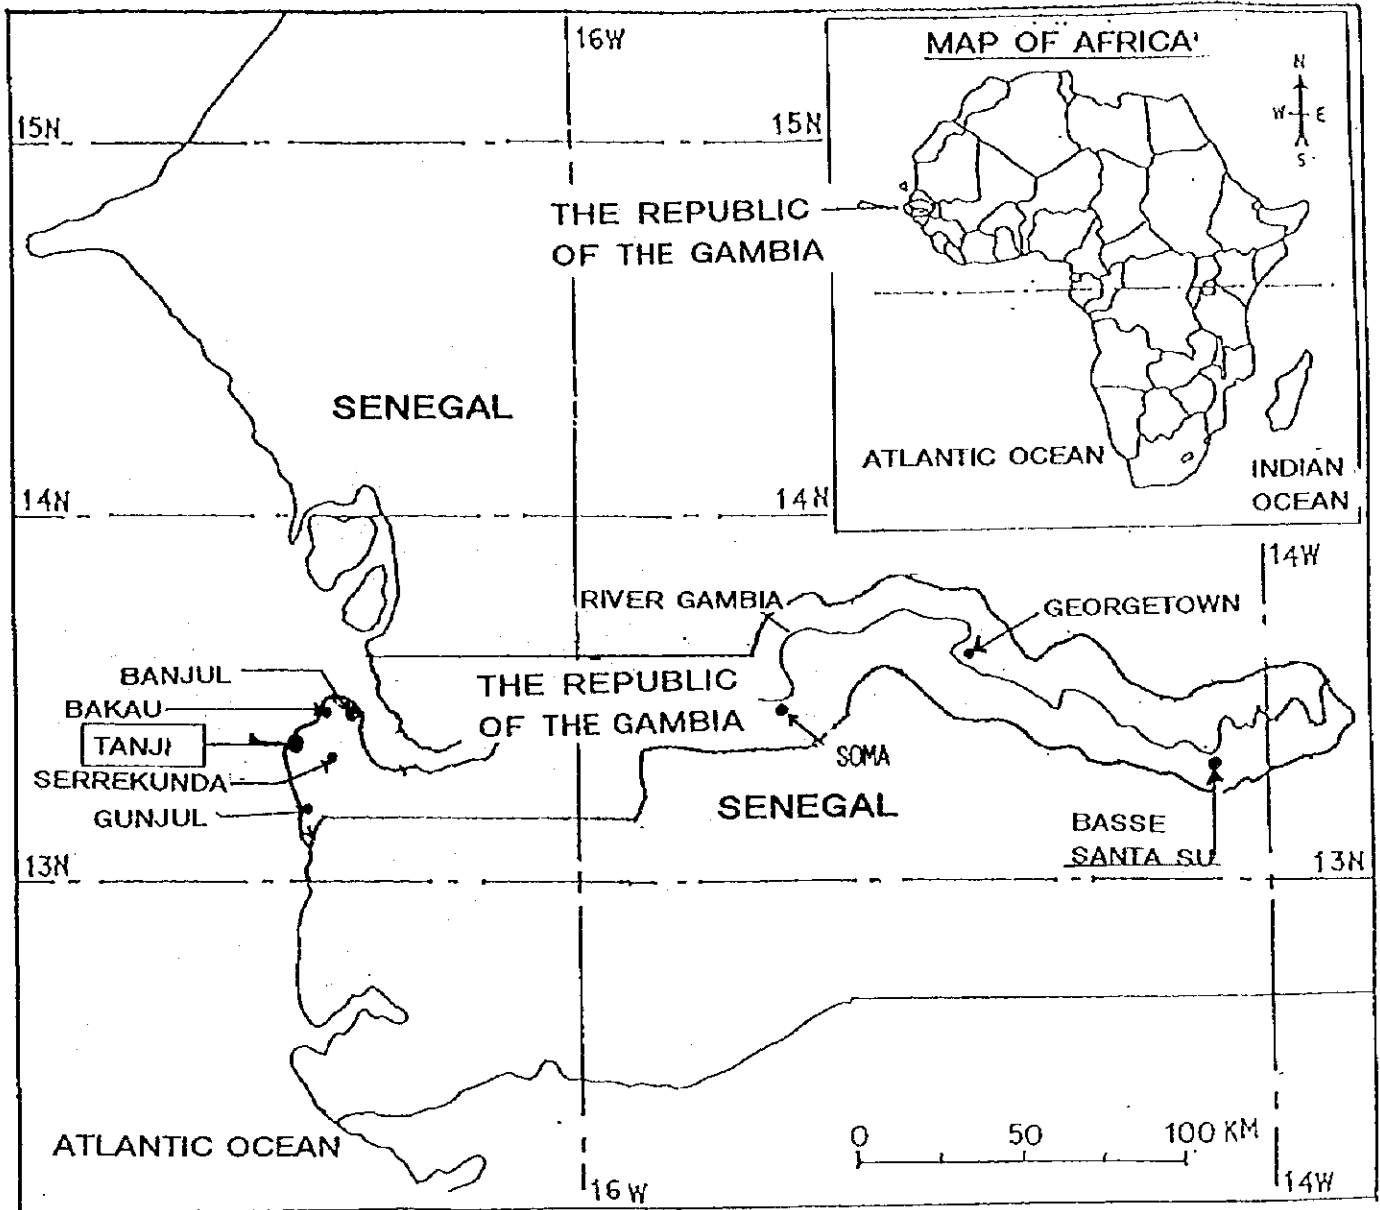 16W
MAP OF AFRICA
N
W E
S
15N
15N
THE REPUBLIC
OF THE GAMBIA
SENEGAL
ATLANTIC OCEAN
INDIAN
OCEAN
14N
14N
14W
RIVER GAMBIA
GEORGETOWN
BANJUL
THE REPUBLIC
OF THE GAMBIA
BAKAU
TANJI
SOMA
SERREKUNDA
SENEGAL
GUNJUL
BASSE
SANTA SU
13N
13N
ATLANTIC OCEAN
0 50 100 KM
16W
14W